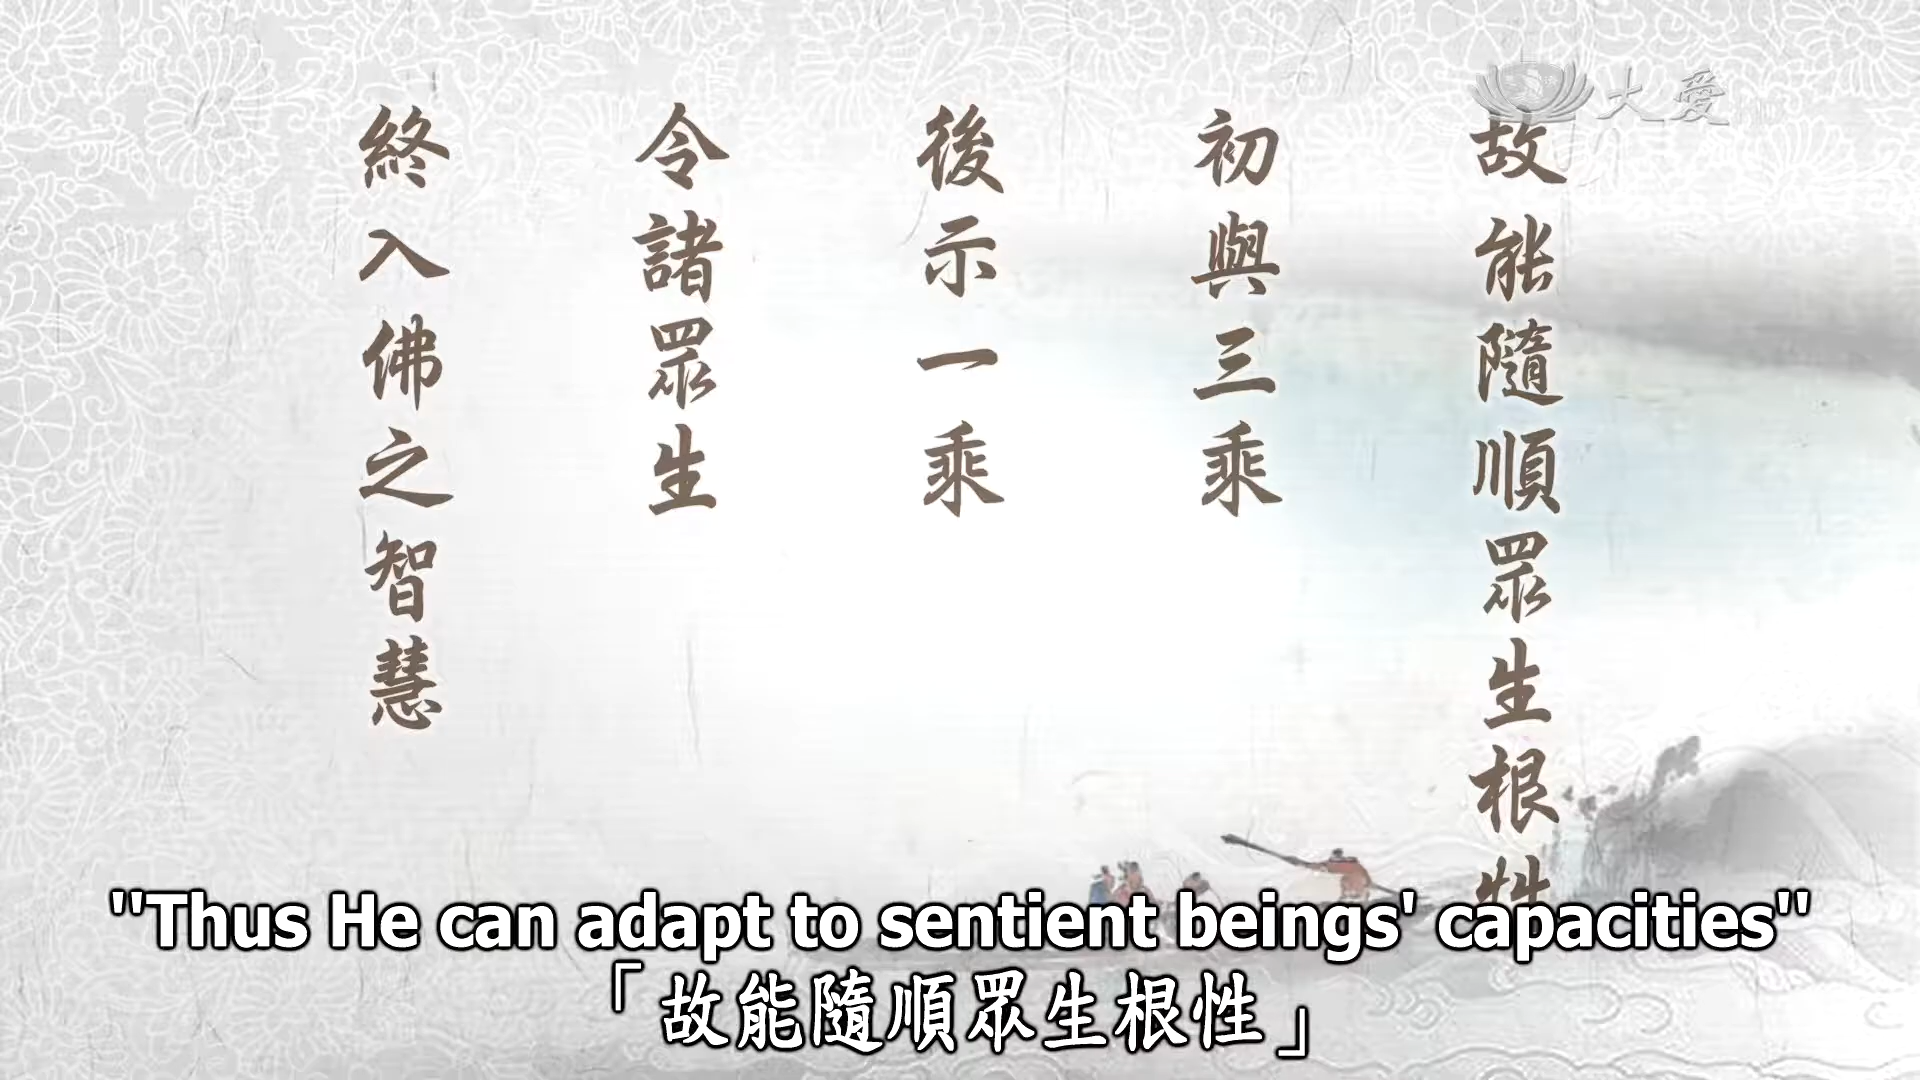 大愛
故能隨順眾生根性
初與三乘
後示一乘
令諸眾生
終入佛之智慧
"Thus He can adapt to sentient beings' capacities"
「故能隨順眾生根性」